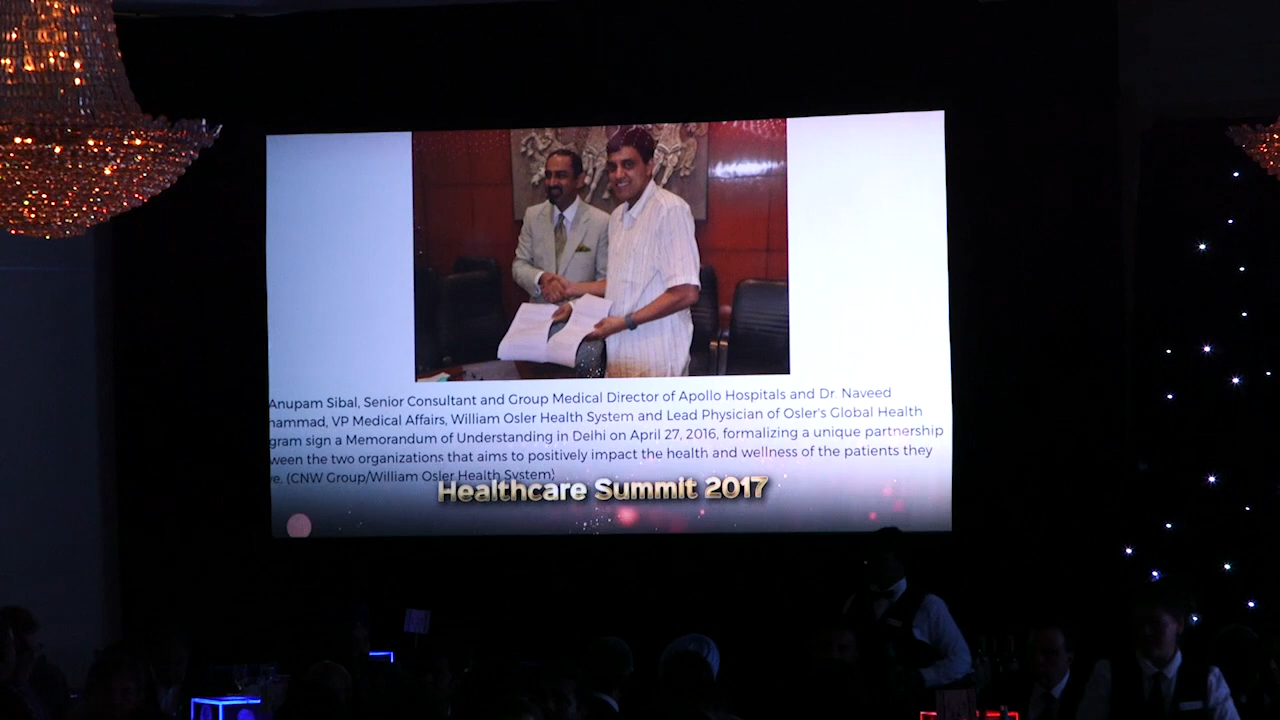 Anupam Sibal, Senior Consultant and Group Medical Director of Apollo Hospitals and Dr. Naveed
hammad, VP Medical Affairs, William Osler Health System and Lead Physician of Osler's Global Health
gram sign a Memorandum of Understanding in Delhi on April 27, 2016, formalizing a unique partnership
ween the two organizations that aims to positively impact the health and wellness of the patients they
e. (CNW Group/William Osler Health System)
Healthcare Summit 2017